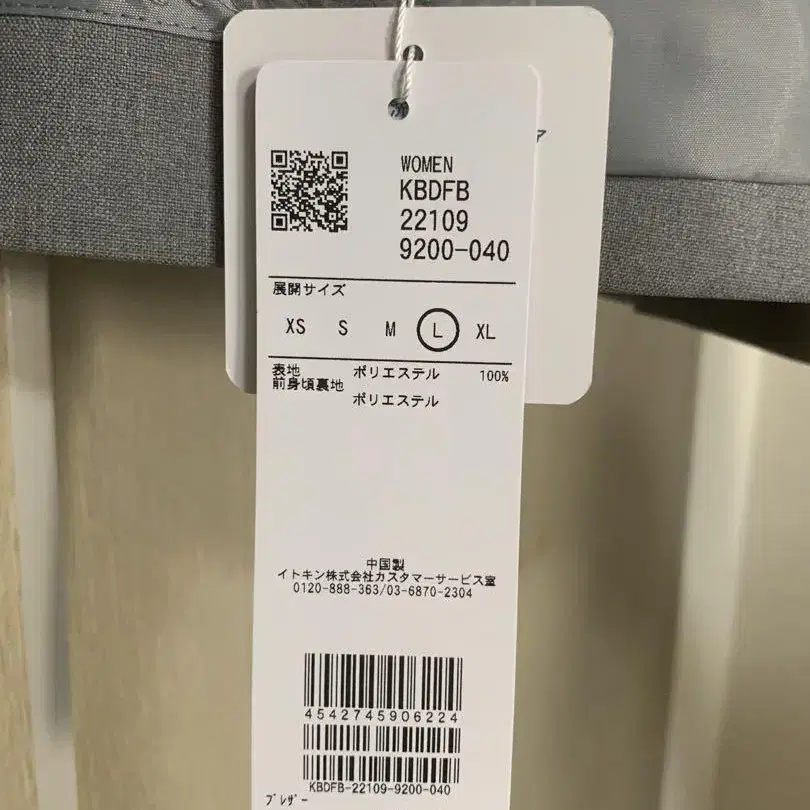 ア
WOMEN
KBDFB
22109
9200-040
展開サイズ
XS S M L XL
表地 ポリエステル 100%
前身頃裏地
ポリエステル
中国製
イトキン株式会社カスタマーサービス室
0120-888-363/03-6870-2304
4542745906224
KBDFB-22109-9200-040
ブレザー